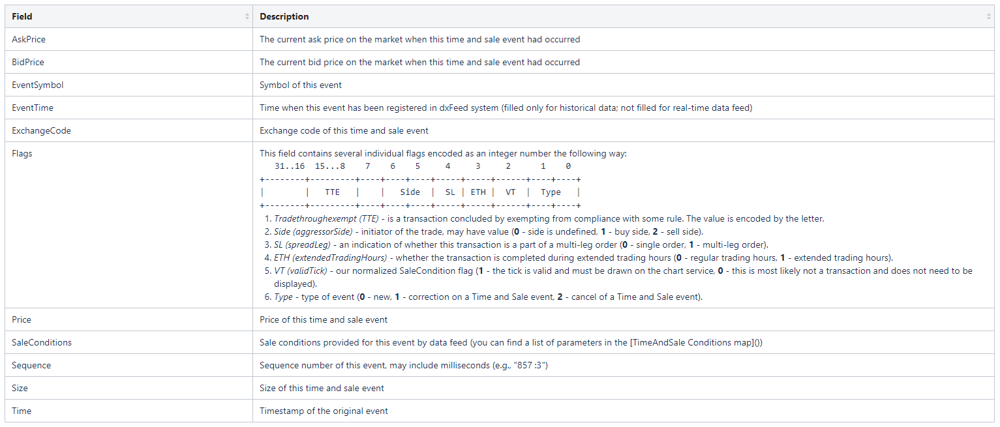 Field Description
AskPrice The current ask price on the market when this time and sale event had occurred
BidPrice The current bid price on the market when this time and sale event had occurred
EventSymbol Symbol of this event
EventTime Time when this event has been registered in dxFeed system (filled only for historical data; not filled for real-time data feed)
ExchangeCode Exchange code of this time and sale event
Flags This field contains several individual flags encoded as an integer number the following way:
31..16 15...8 7 6 5 4 3 2 1 0
+--------+---------+----+----+----+-----+-----+------+----+----+
| | TTE | | Side | SL | ETH | VT | Type |
+--------+---------+----+----+----+-----+-----+------+----+----+
1. Tradethroughexempt (TTE) - is a transaction concluded by exempting from compliance with some rule. The value is encoded by the letter.
2. Side (aggressorSide) - initiator of the trade, may have value (0 - side is undefined, 1 - buy side, 2 - sell side).
3. SL (spreadLeg) - an indication of whether this transaction is a part of a multi-leg order (0 - single order, 1 - multi-leg order).
4. ETH (extendedTradingHours) - whether the transaction is completed during extended trading hours (0 - regular trading hours, 1 - extended trading hours).
5. VT (validTick) - our normalized SaleCondition flag (1 - the tick is valid and must be drawn on the chart service, 0 - this is most likely not a transaction and does not need to be
displayed).
6. Type - type of event (0 - new, 1 - correction on a Time and Sale event, 2 - cancel of a Time and Sale event).
Price Price of this time and sale event
SaleConditions Sale conditions provided for this event by data feed (you can find a list of parameters in the [TimeAndSale Conditions map]())
Sequence Sequence number of this event, may include milliseconds (e.g., "857 :3")
Size Size of this time and sale event
Time Timestamp of the original event